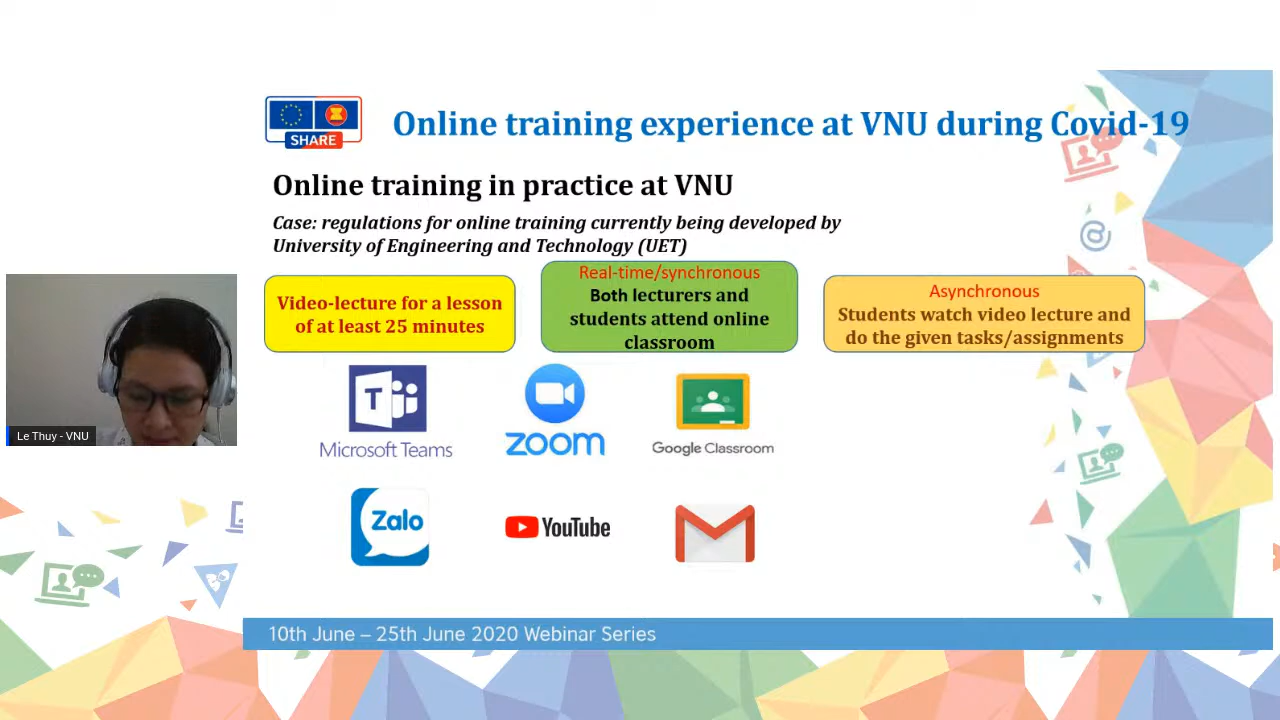 SHARE
Online training experience at VNU during Covid-19
Online training in practice at VNU
Case: regulations for online training currently being developed by
University of Engineering and Technology (UET)
Video-lecture for a lesson
of at least 25 minutes
Real-time/synchronous
Both lecturers and
students attend online
classroom
Asynchronous
Students watch video lecture and
do the given tasks/assignments
T
Microsoft Teams
zoom
Google Classroom
Le Thuy - VNU
Zalo
YouTube
@
10th June – 25th June 2020 Webinar Series